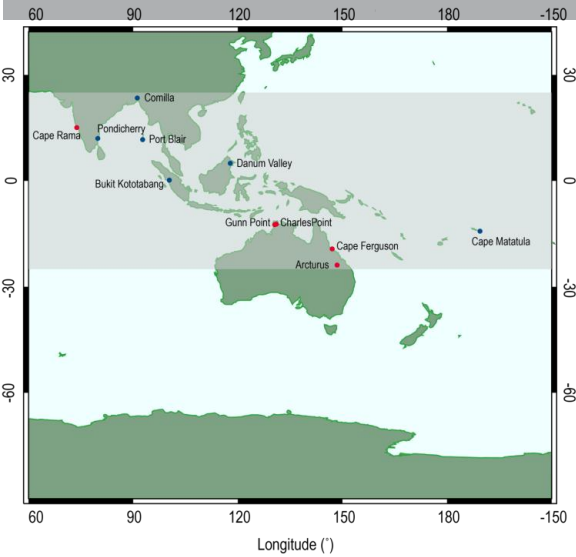 60 90 120 150 180 -150
30 30
Comilla
Pondicherry
Cape Rama
Port Blair
Danum Valley
0 0
Bukit Kototabang
Gunn Point CharlesPoint
Cape Matatula
Cape Ferguson
Arcturus
-30 -30
-60 -60
60 90 120 150 180 -150
Longitude (°)